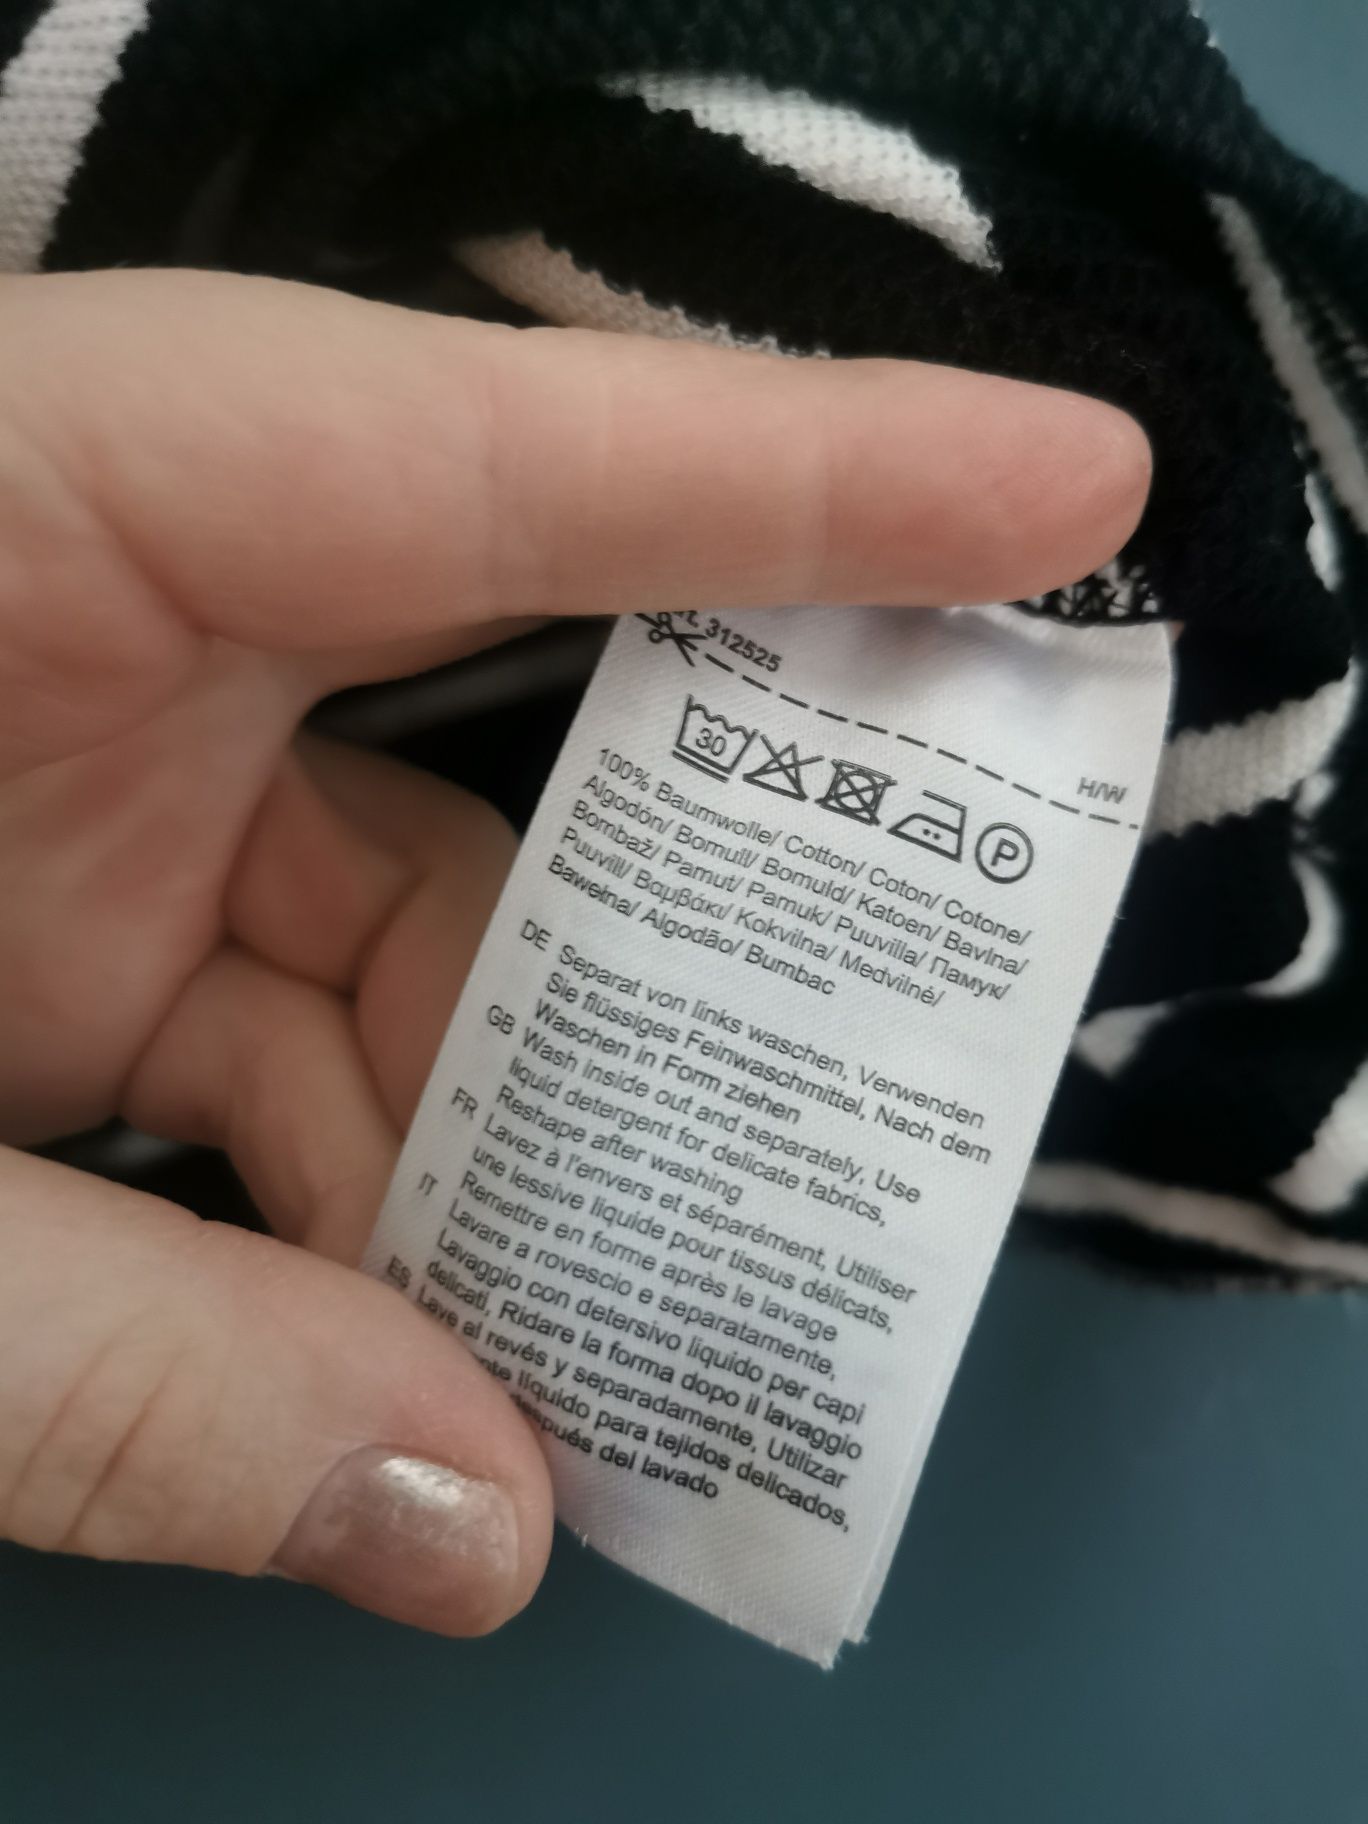 312525
H/W
30
P
100% Baumwolle/ Cotton/ Coton/ Cotone/
Algodón/ Bomull/ Bomuld/ Katoen/ Bavlna/
Bombaž/ Pamut/ Pamuk/ Puuvilla/ Памук/
Puuvill/ Βαμβάκι/ Kokvilna/ Medvilnė/
Bawełna/ Algodão/ Bumbac
DE Separat von links waschen, Verwenden
Sie flüssiges Feinwaschmittel, Nach dem
Waschen in Form ziehen
GB Wash inside out and separately, Use
liquid detergent for delicate fabrics,
Reshape after washing
FR Lavez à l'envers et séparément, Utiliser
une lessive liquide pour tissus délicats,
Remettre en forme après le lavage
IT Lavare a rovescio e separatamente,
Lavaggio con detersivo liquido per capi
delicati, Ridare la forma dopo il lavaggio
ES Lave al revés y separadamente, Utilizar
líquido para tejidos delicados,
después del lavado